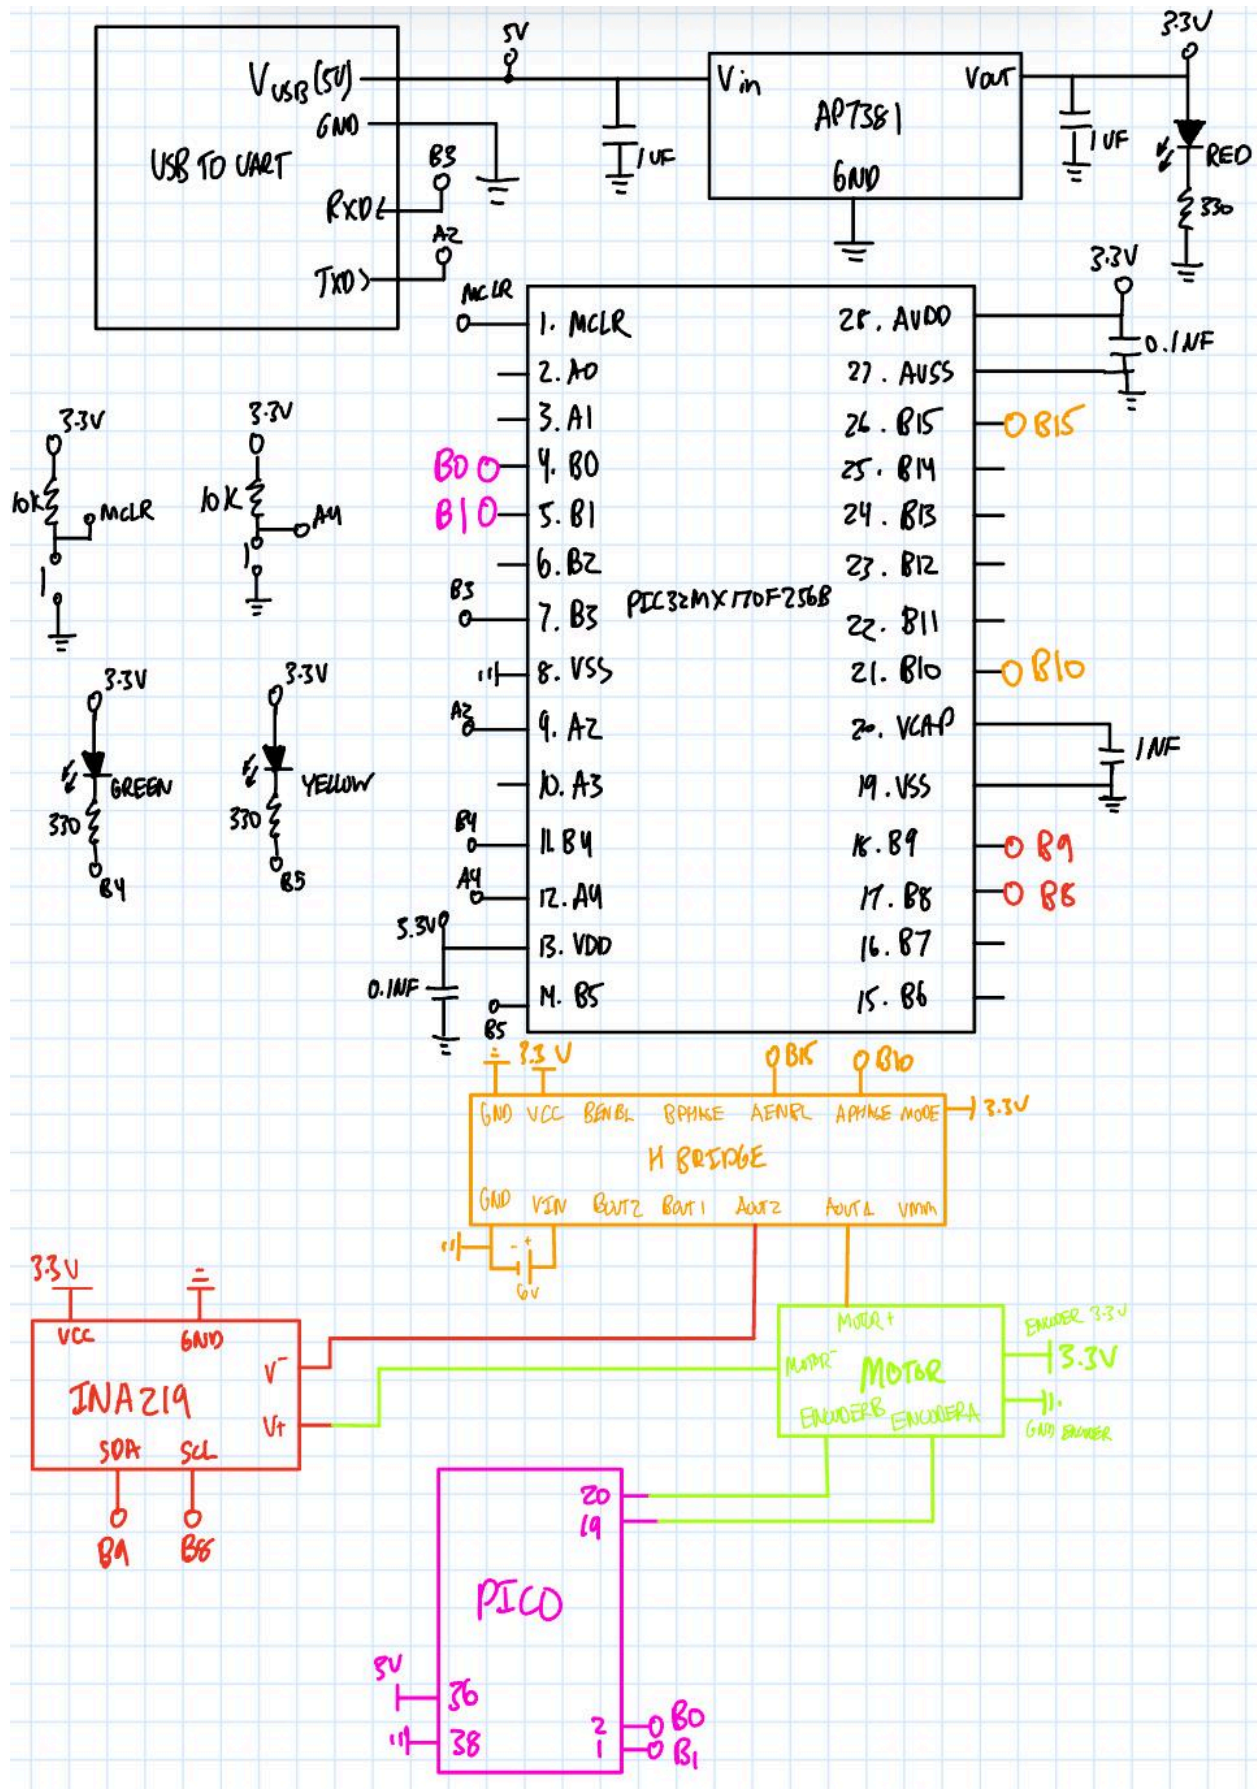 VUSB (5V)
GND
USB TO UART
RXD
TXD
B3
A2
5V
1UF
Vin
Vout
AP7381
GND
1UF
3.3V
RED
330
3.3V
0.1NF
MCLR
1. MCLR
2. A0
3. A1
B0
4. B0
B1
5. B1
6. B2
B3
7. B3
8. VSS
A2
9. A2
10. A3
B4
11. B4
A4
12. A4
13. VDD
0.1NF
14. B5
B5
PIC32MX170F256B
28. AVDD
27. AVSS
26. B15
B15
25. B14
24. B13
23. B12
22. B11
21. B10
B10
20. VCAP
1NF
19. VSS
18. B9
B9
17. B8
B8
16. B7
15. B6
3.3V
10K
MCLR
3.3V
10K
A4
3.3V
GREEN
330
B4
3.3V
YELLOW
330
B5
3.3V
B15
B10
GND VCC BENBL BPHASE AENBL APHASE MODE
3.3V
H BRIDGE
GND VIN BOUT2 BOUT1 AOUT2 AOUT1 VMM
- +
6V
3.3V
VCC
GND
V-
INA219
V+
SDA SCL
B9
B8
MOTOR+
MOTOR-
MOTOR
ENCODERB ENCODERA
ENCODER 3.3V
3.3V
GND ENCODER
20
19
PICO
36
38
2
B0
1
B1